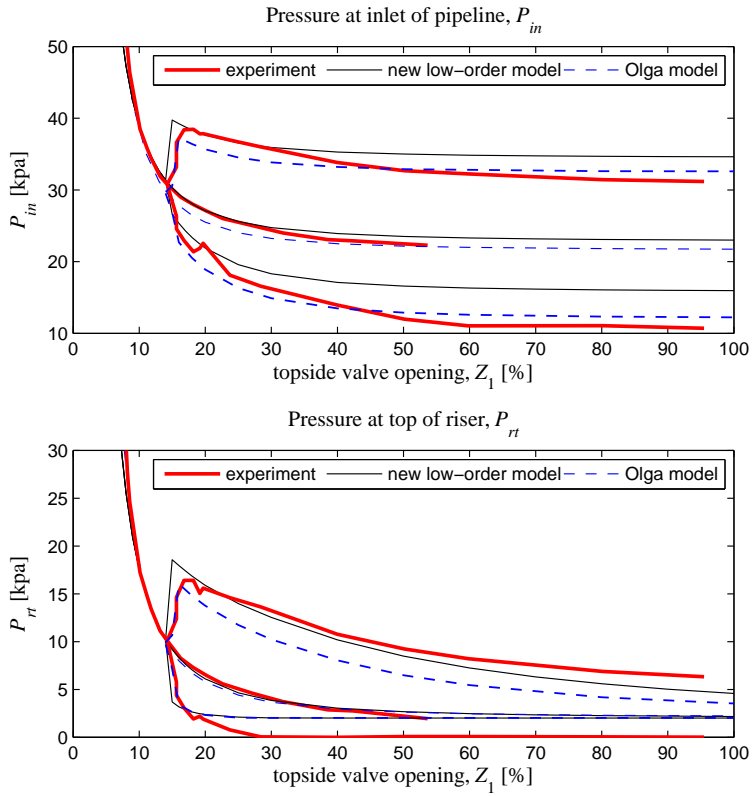 Pressure at inlet of pipeline, P_in
50
experiment new low−order model Olga model
40
P_in [kpa]
30
20
10
0 10 20 30 40 50 60 70 80 90 100
topside valve opening, Z_1 [%]
Pressure at top of riser, P_rt
30
experiment new low−order model Olga model
25
20
P_rt [kpa]
15
10
5
0
0 10 20 30 40 50 60 70 80 90 100
topside valve opening, Z_1 [%]